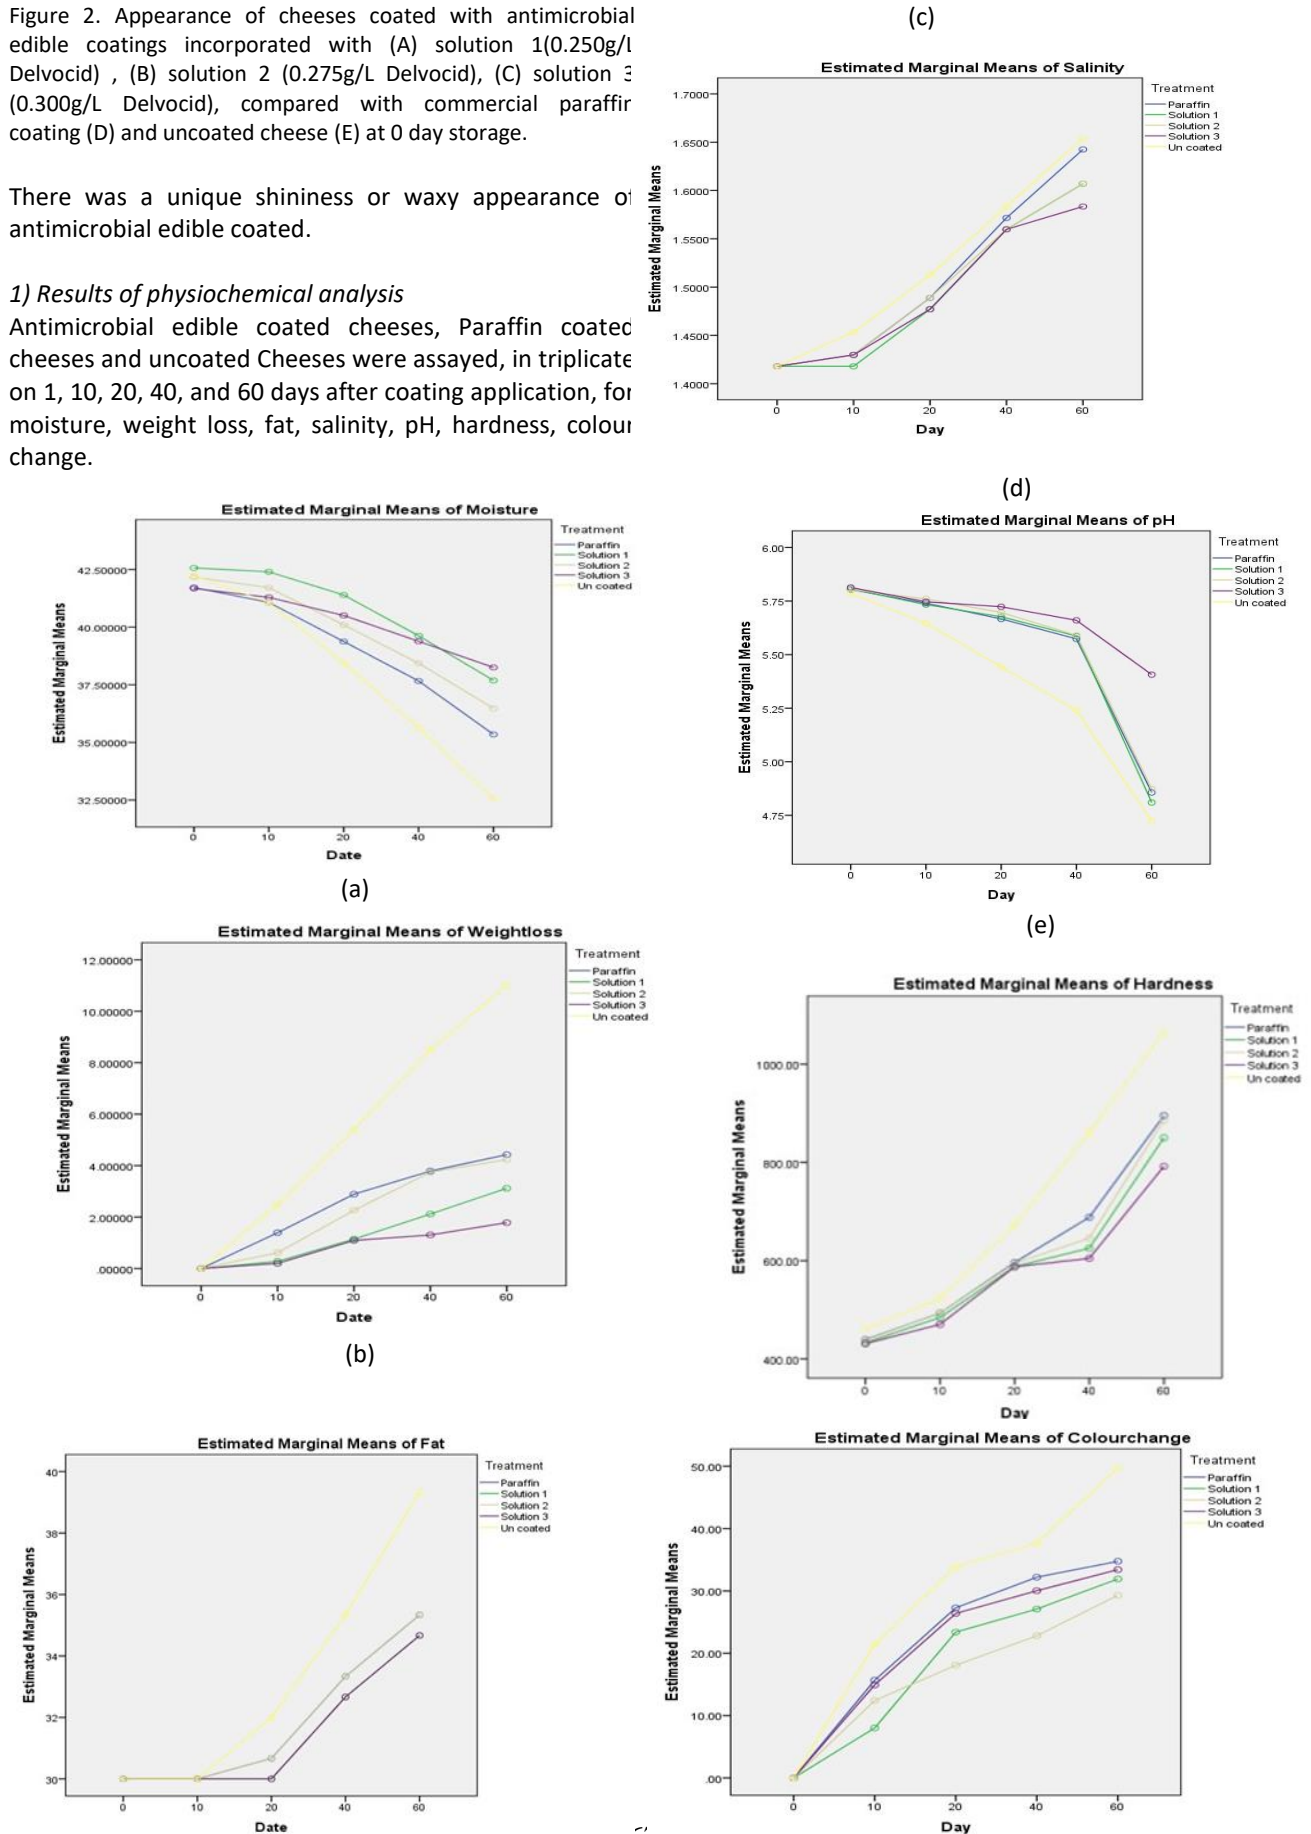 Figure 2. Appearance of cheeses coated with antimicrobial
edible coatings incorporated with (A) solution 1(0.250g/L
Delvocid) , (B) solution 2 (0.275g/L Delvocid), (C) solution 3
(0.300g/L Delvocid), compared with commercial paraffin
coating (D) and uncoated cheese (E) at 0 day storage.
There was a unique shininess or waxy appearance of
antimicrobial edible coated.
1) Results of physiochemical analysis
Antimicrobial edible coated cheeses, Paraffin coated
cheeses and uncoated Cheeses were assayed, in triplicate
on 1, 10, 20, 40, and 60 days after coating application, for
moisture, weight loss, fat, salinity, pH, hardness, colour
change.
Estimated Marginal Means of Moisture
Treatment
Paraffin
Solution 1
Solution 2
Solution 3
Un coated
Estimated Marginal Means
42.50000
40.00000
37.50000
35.00000
32.50000
0 10 20 40 60
Date
(a)
Estimated Marginal Means of Weightloss
Treatment
Paraffin
Solution 1
Solution 2
Solution 3
Un coated
Estimated Marginal Means
12.00000
10.00000
8.00000
6.00000
4.00000
2.00000
.00000
0 10 20 40 60
Date
(b)
Estimated Marginal Means of Fat
Treatment
Paraffin
Solution 1
Solution 2
Solution 3
Un coated
Estimated Marginal Means
40
38
36
34
32
30
0 10 20 40 60
Date
(c)
Estimated Marginal Means of Salinity
Treatment
Paraffin
Solution 1
Solution 2
Solution 3
Un coated
Estimated Marginal Means
1.7000
1.6500
1.6000
1.5500
1.5000
1.4500
1.4000
0 10 20 40 60
Day
(d)
Estimated Marginal Means of pH
Treatment
Paraffin
Solution 1
Solution 2
Solution 3
Un coated
Estimated Marginal Means
6.00
5.75
5.50
5.25
5.00
4.75
0 10 20 40 60
Day
(e)
Estimated Marginal Means of Hardness
Treatment
Paraffin
Solution 1
Solution 2
Solution 3
Un coated
Estimated Marginal Means
1000.00
800.00
600.00
400.00
0 10 20 40 60
Day
Estimated Marginal Means of Colourchange
Treatment
Paraffin
Solution 1
Solution 2
Solution 3
Un coated
Estimated Marginal Means
50.00
40.00
30.00
20.00
10.00
.00
0 10 20 40 60
Day